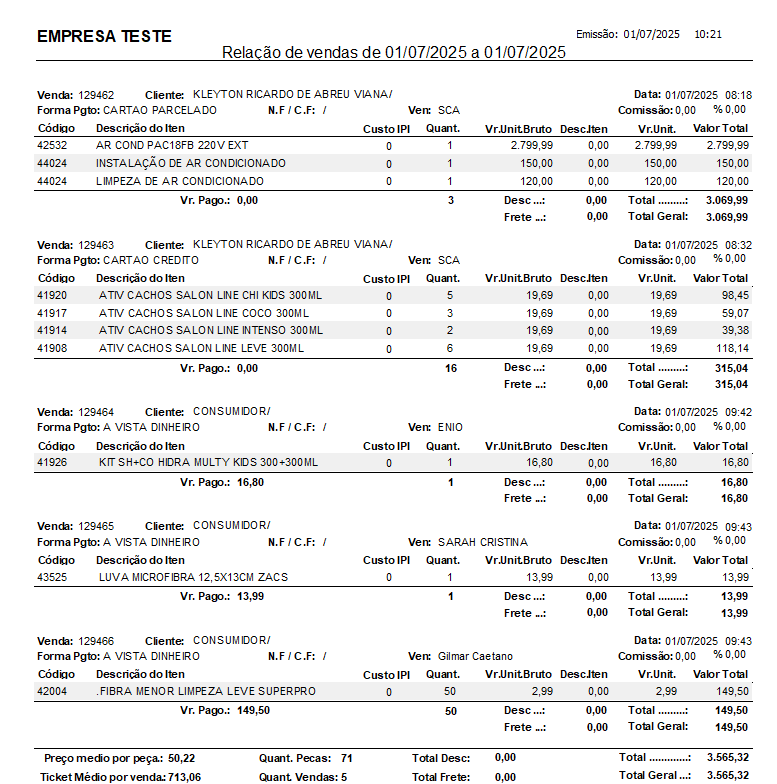 EMPRESA TESTE Emissão: 01/07/2025 10:21
Relação de vendas de 01/07/2025 a 01/07/2025
Venda: 129462 Cliente: KLEYTON RICARDO DE ABREU VIANA/ Data: 01/07/2025 08:18
Forma Pgto: CARTAO PARCELADO N.F / C.F: / Ven: SCA Comissão: 0,00 % 0,00
Código Descrição do Iten Custo IPI Quant. Vr.Unit.Bruto Desc.Iten Vr.Unit. Valor Total
42532 AR COND PAC18FB 220V EXT 0 1 2.799,99 0,00 2.799,99 2.799,99
44024 INSTALAÇÃO DE AR CONDICIONADO 0 1 150,00 0,00 150,00 150,00
44024 LIMPEZA DE AR CONDICIONADO 0 1 120,00 0,00 120,00 120,00
Vr. Pago.: 0,00 3 Desc ...: 0,00 Total .........: 3.069,99
Frete ...: 0,00 Total Geral: 3.069,99
Venda: 129463 Cliente: KLEYTON RICARDO DE ABREU VIANA/ Data: 01/07/2025 08:32
Forma Pgto: CARTAO CREDITO N.F / C.F: / Ven: SCA Comissão: 0,00 % 0,00
Código Descrição do Iten Custo IPI Quant. Vr.Unit.Bruto Desc.Iten Vr.Unit. Valor Total
41920 ATIV CACHOS SALON LINE CHI KIDS 300ML 0 5 19,69 0,00 19,69 98,45
41917 ATIV CACHOS SALON LINE COCO 300ML 0 3 19,69 0,00 19,69 59,07
41914 ATIV CACHOS SALON LINE INTENSO 300ML 0 2 19,69 0,00 19,69 39,38
41908 ATIV CACHOS SALON LINE LEVE 300ML 0 6 19,69 0,00 19,69 118,14
Vr. Pago.: 0,00 16 Desc ...: 0,00 Total .........: 315,04
Frete ...: 0,00 Total Geral: 315,04
Venda: 129464 Cliente: CONSUMIDOR/ Data: 01/07/2025 09:42
Forma Pgto: A VISTA DINHEIRO N.F / C.F: / Ven: ENIO Comissão: 0,00 % 0,00
Código Descrição do Iten Custo IPI Quant. Vr.Unit.Bruto Desc.Iten Vr.Unit. Valor Total
41926 KIT SH+CO HIDRA MULTY KIDS 300+300ML 0 1 16,80 0,00 16,80 16,80
Vr. Pago.: 16,80 1 Desc ...: 0,00 Total .........: 16,80
Frete ...: 0,00 Total Geral: 16,80
Venda: 129465 Cliente: CONSUMIDOR/ Data: 01/07/2025 09:43
Forma Pgto: A VISTA DINHEIRO N.F / C.F: / Ven: SARAH CRISTINA Comissão: 0,00 % 0,00
Código Descrição do Iten Custo IPI Quant. Vr.Unit.Bruto Desc.Iten Vr.Unit. Valor Total
43525 LUVA MICROFIBRA 12,5X13CM ZACS 0 1 13,99 0,00 13,99 13,99
Vr. Pago.: 13,99 1 Desc ...: 0,00 Total .........: 13,99
Frete ...: 0,00 Total Geral: 13,99
Venda: 129466 Cliente: CONSUMIDOR/ Data: 01/07/2025 09:43
Forma Pgto: A VISTA DINHEIRO N.F / C.F: / Ven: Gilmar Caetano Comissão: 0,00 % 0,00
Código Descrição do Iten Custo IPI Quant. Vr.Unit.Bruto Desc.Iten Vr.Unit. Valor Total
42004 .FIBRA MENOR LIMPEZA LEVE SUPERPRO 0 50 2,99 0,00 2,99 149,50
Vr. Pago.: 149,50 50 Desc ...: 0,00 Total .........: 149,50
Frete ...: 0,00 Total Geral: 149,50
Preço medio por peça.: 50,22 Quant. Pecas: 71 Total Desc: 0,00 Total ............: 3.565,32
Ticket Médio por venda.: 713,06 Quant. Vendas: 5 Total Frete: 0,00 Total Geral ...: 3.565,32